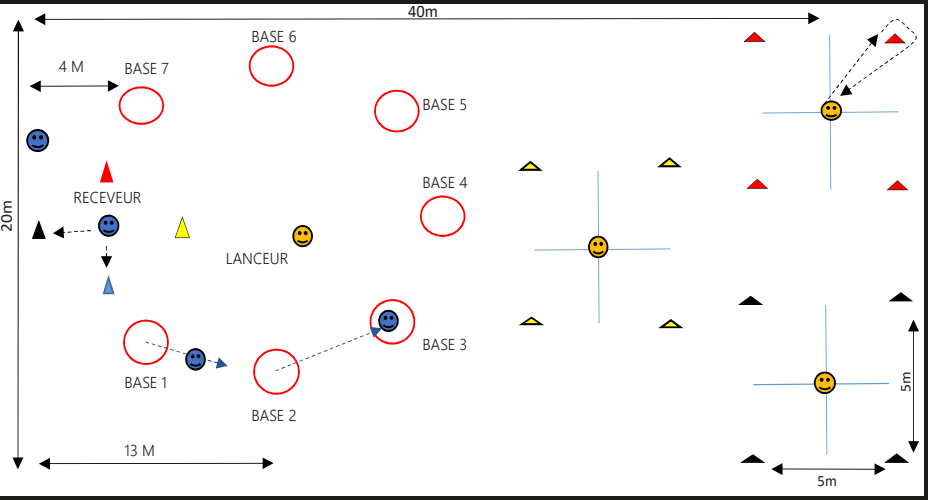 40m
BASE 6
4 M
BASE 7
BASE 5
BASE 4
RECEVEUR
20m
LANCEUR
BASE 3
BASE 1
5m
BASE 2
13 M
5m